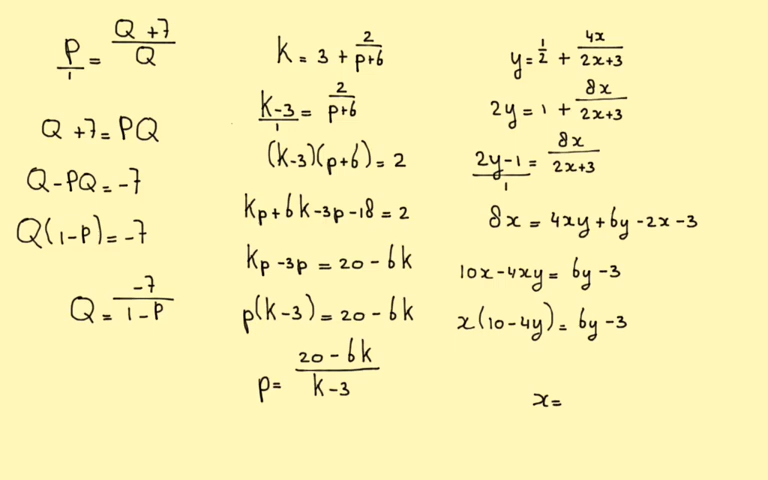 P/1 = (Q + 7)/Q
Q + 7 = PQ
Q - PQ = -7
Q(1 - P) = -7
Q = -7/(1 - P)
k = 3 + 2/(p+6)
(k-3)/1 = 2/(p+6)
(k-3)(p+6) = 2
kp + 6k - 3p - 18 = 2
kp - 3p = 20 - 6k
p(k-3) = 20 - 6k
p = (20 - 6k)/(k-3)
y = 1/2 + 4x/(2x+3)
2y = 1 + 8x/(2x+3)
(2y-1)/1 = 8x/(2x+3)
8x = 4xy + 6y - 2x - 3
10x - 4xy = 6y - 3
x(10 - 4y) = 6y - 3
x =